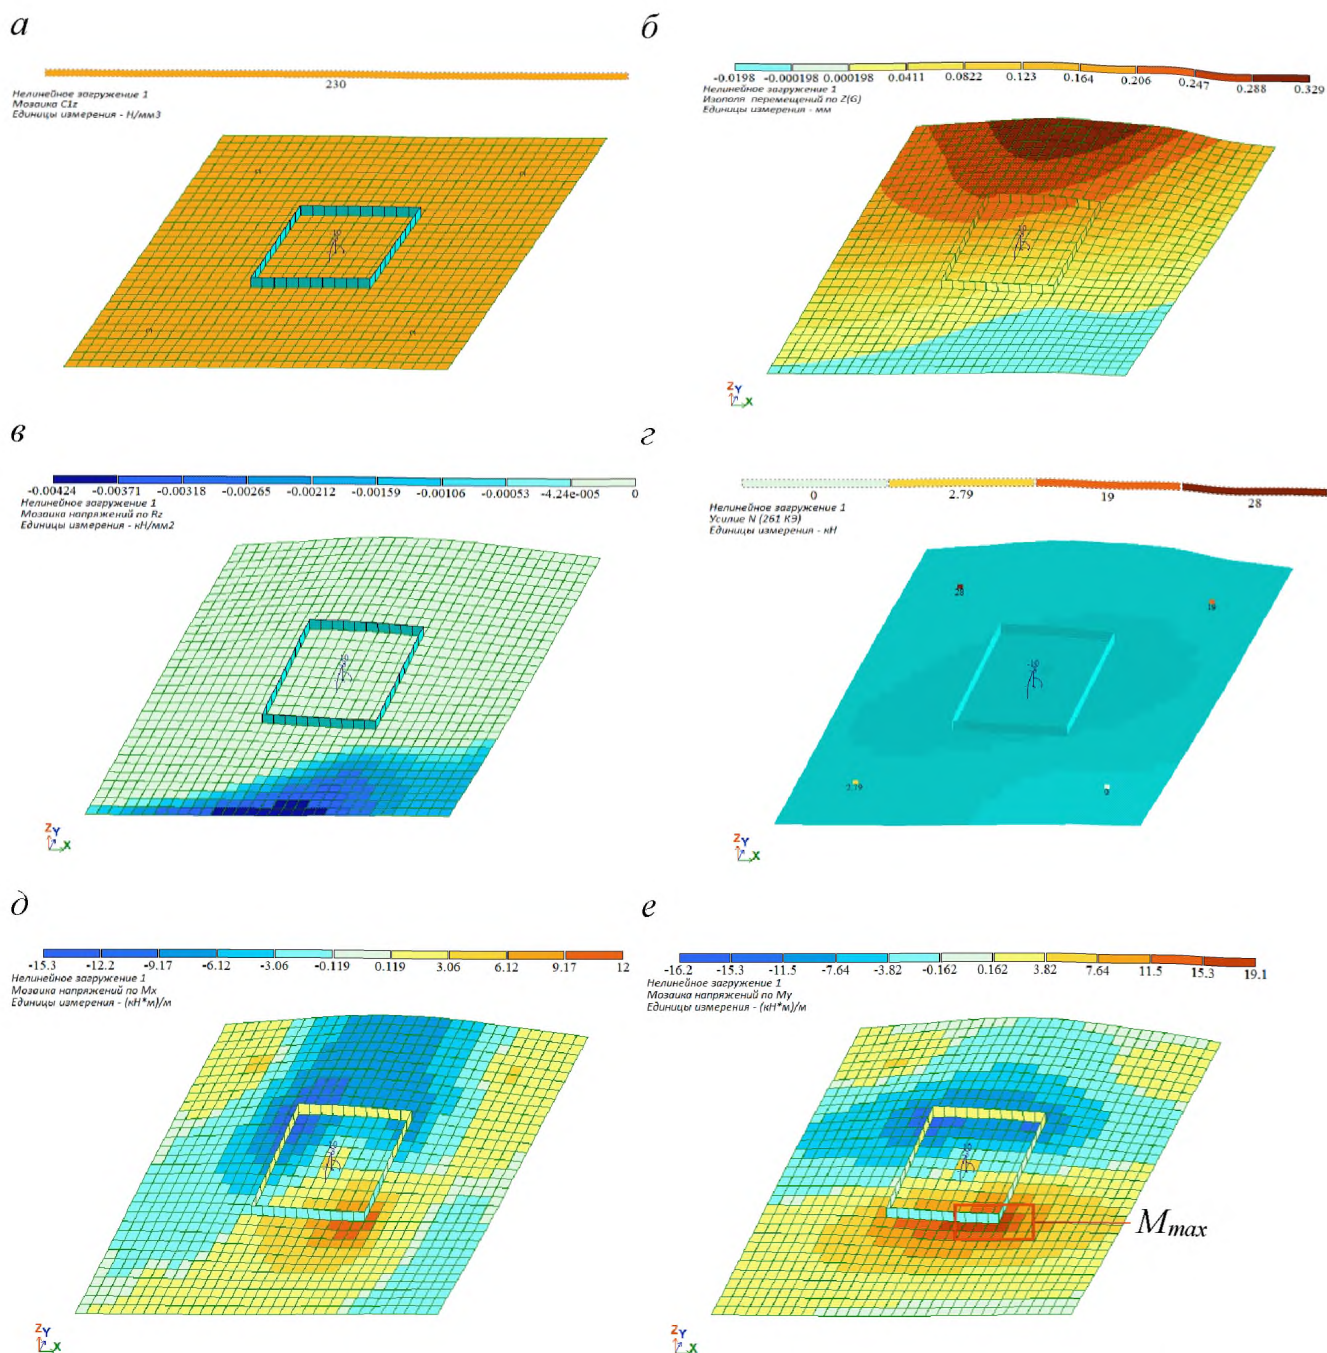 а
230
Нелинейное загружение 1
Мозаика C1z
Единицы измерения - Н/мм3
б
-0.0198 -0.000198 0.000198 0.0411 0.0822 0.123 0.164 0.206 0.247 0.288 0.329
Нелинейное загружение 1
Изополя перемещений по Z(G)
Единицы измерения - мм
Z Y X
в
-0.00424 -0.00371 -0.00318 -0.00265 -0.00212 -0.00159 -0.00106 -0.00053 -4.24e-005 0
Нелинейное загружение 1
Мозаика напряжений по Rz
Единицы измерения - кН/мм2
Z Y X
г
0 2.79 19 28
Нелинейное загружение 1
Усилие N (261 КЭ)
Единицы измерения - кН
28
19
2.79
0
Z Y X
д
-15.3 -12.2 -9.17 -6.12 -3.06 -0.119 0.119 3.06 6.12 9.17 12
Нелинейное загружение 1
Мозаика напряжений по Mx
Единицы измерения - (кН*м)/м
Z Y X
е
-16.2 -15.3 -11.5 -7.64 -3.82 -0.162 0.162 3.82 7.64 11.5 15.3 19.1
Нелинейное загружение 1
Мозаика напряжений по My
Единицы измерения - (кН*м)/м
Mmax
Z Y X